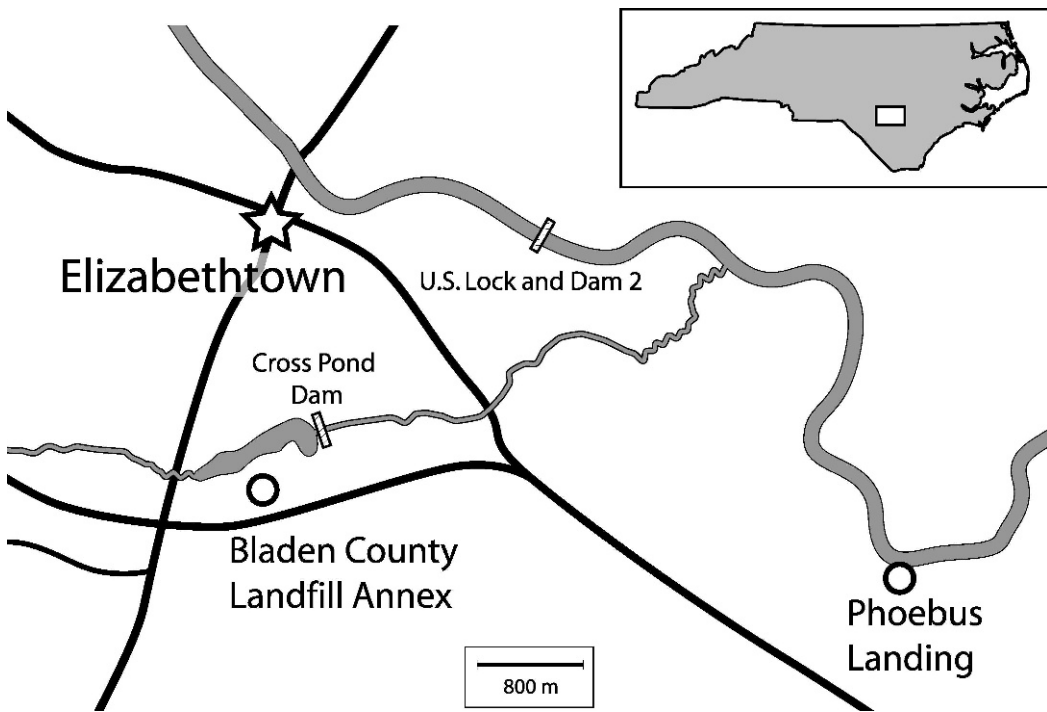 Elizabethtown
U.S. Lock and Dam 2
Cross Pond
Dam
Bladen County
Landfill Annex
Phoebus
Landing
800 m